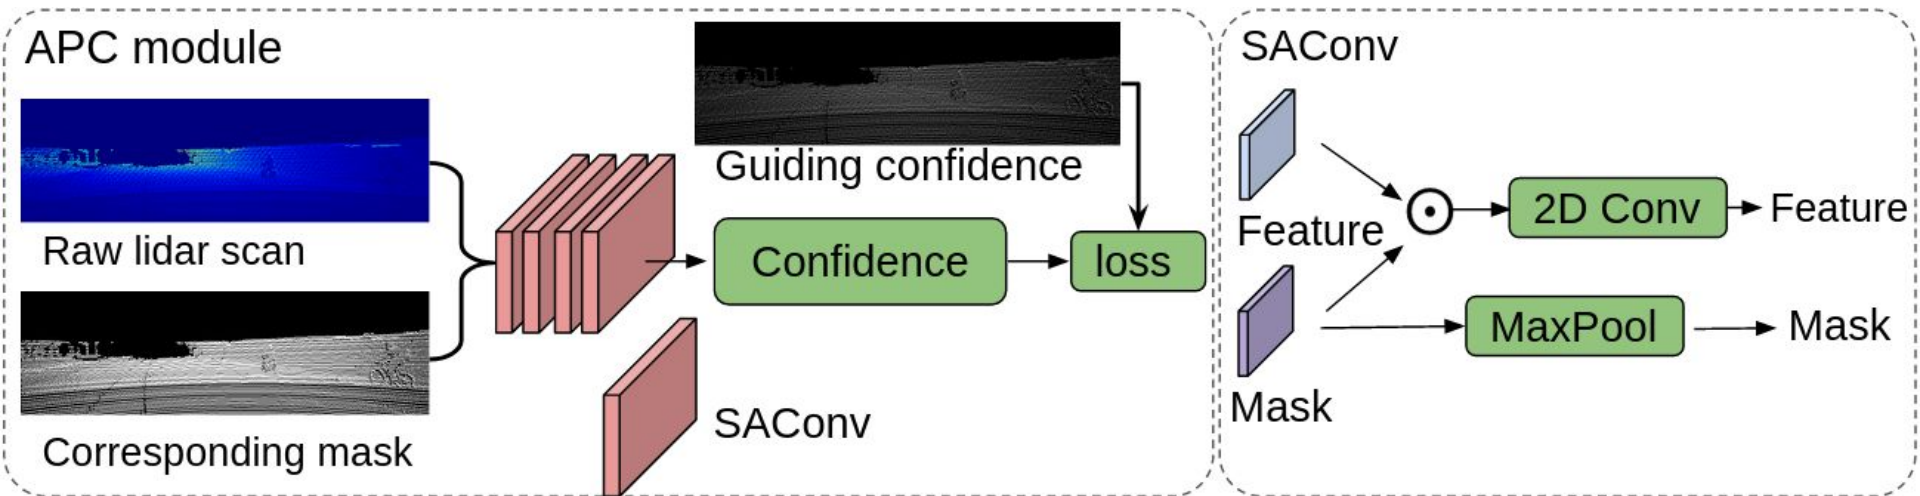 APC module
Raw lidar scan
Corresponding mask
Guiding confidence
Confidence
loss
SAConv
SAConv
Feature
Mask
2D Conv
Feature
MaxPool
Mask